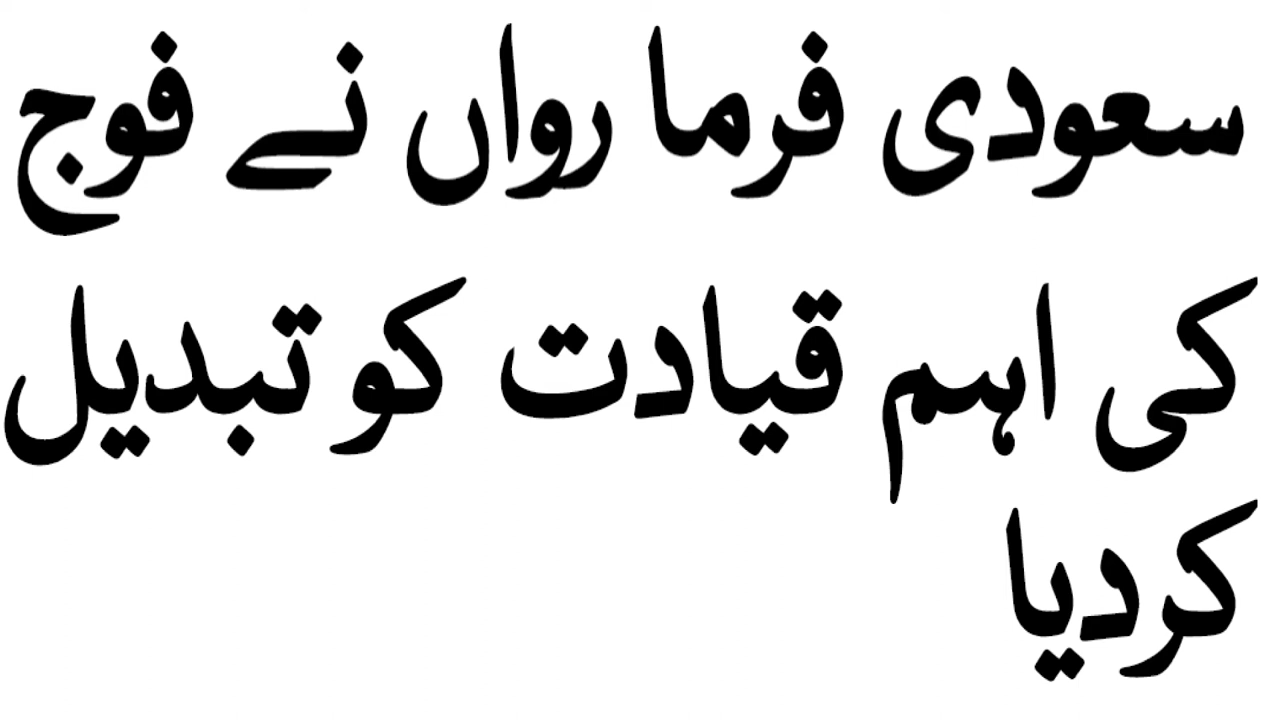 سعودی فرما رواں نے فوج
کی اہم قیادت کو تبدیل
کردیا